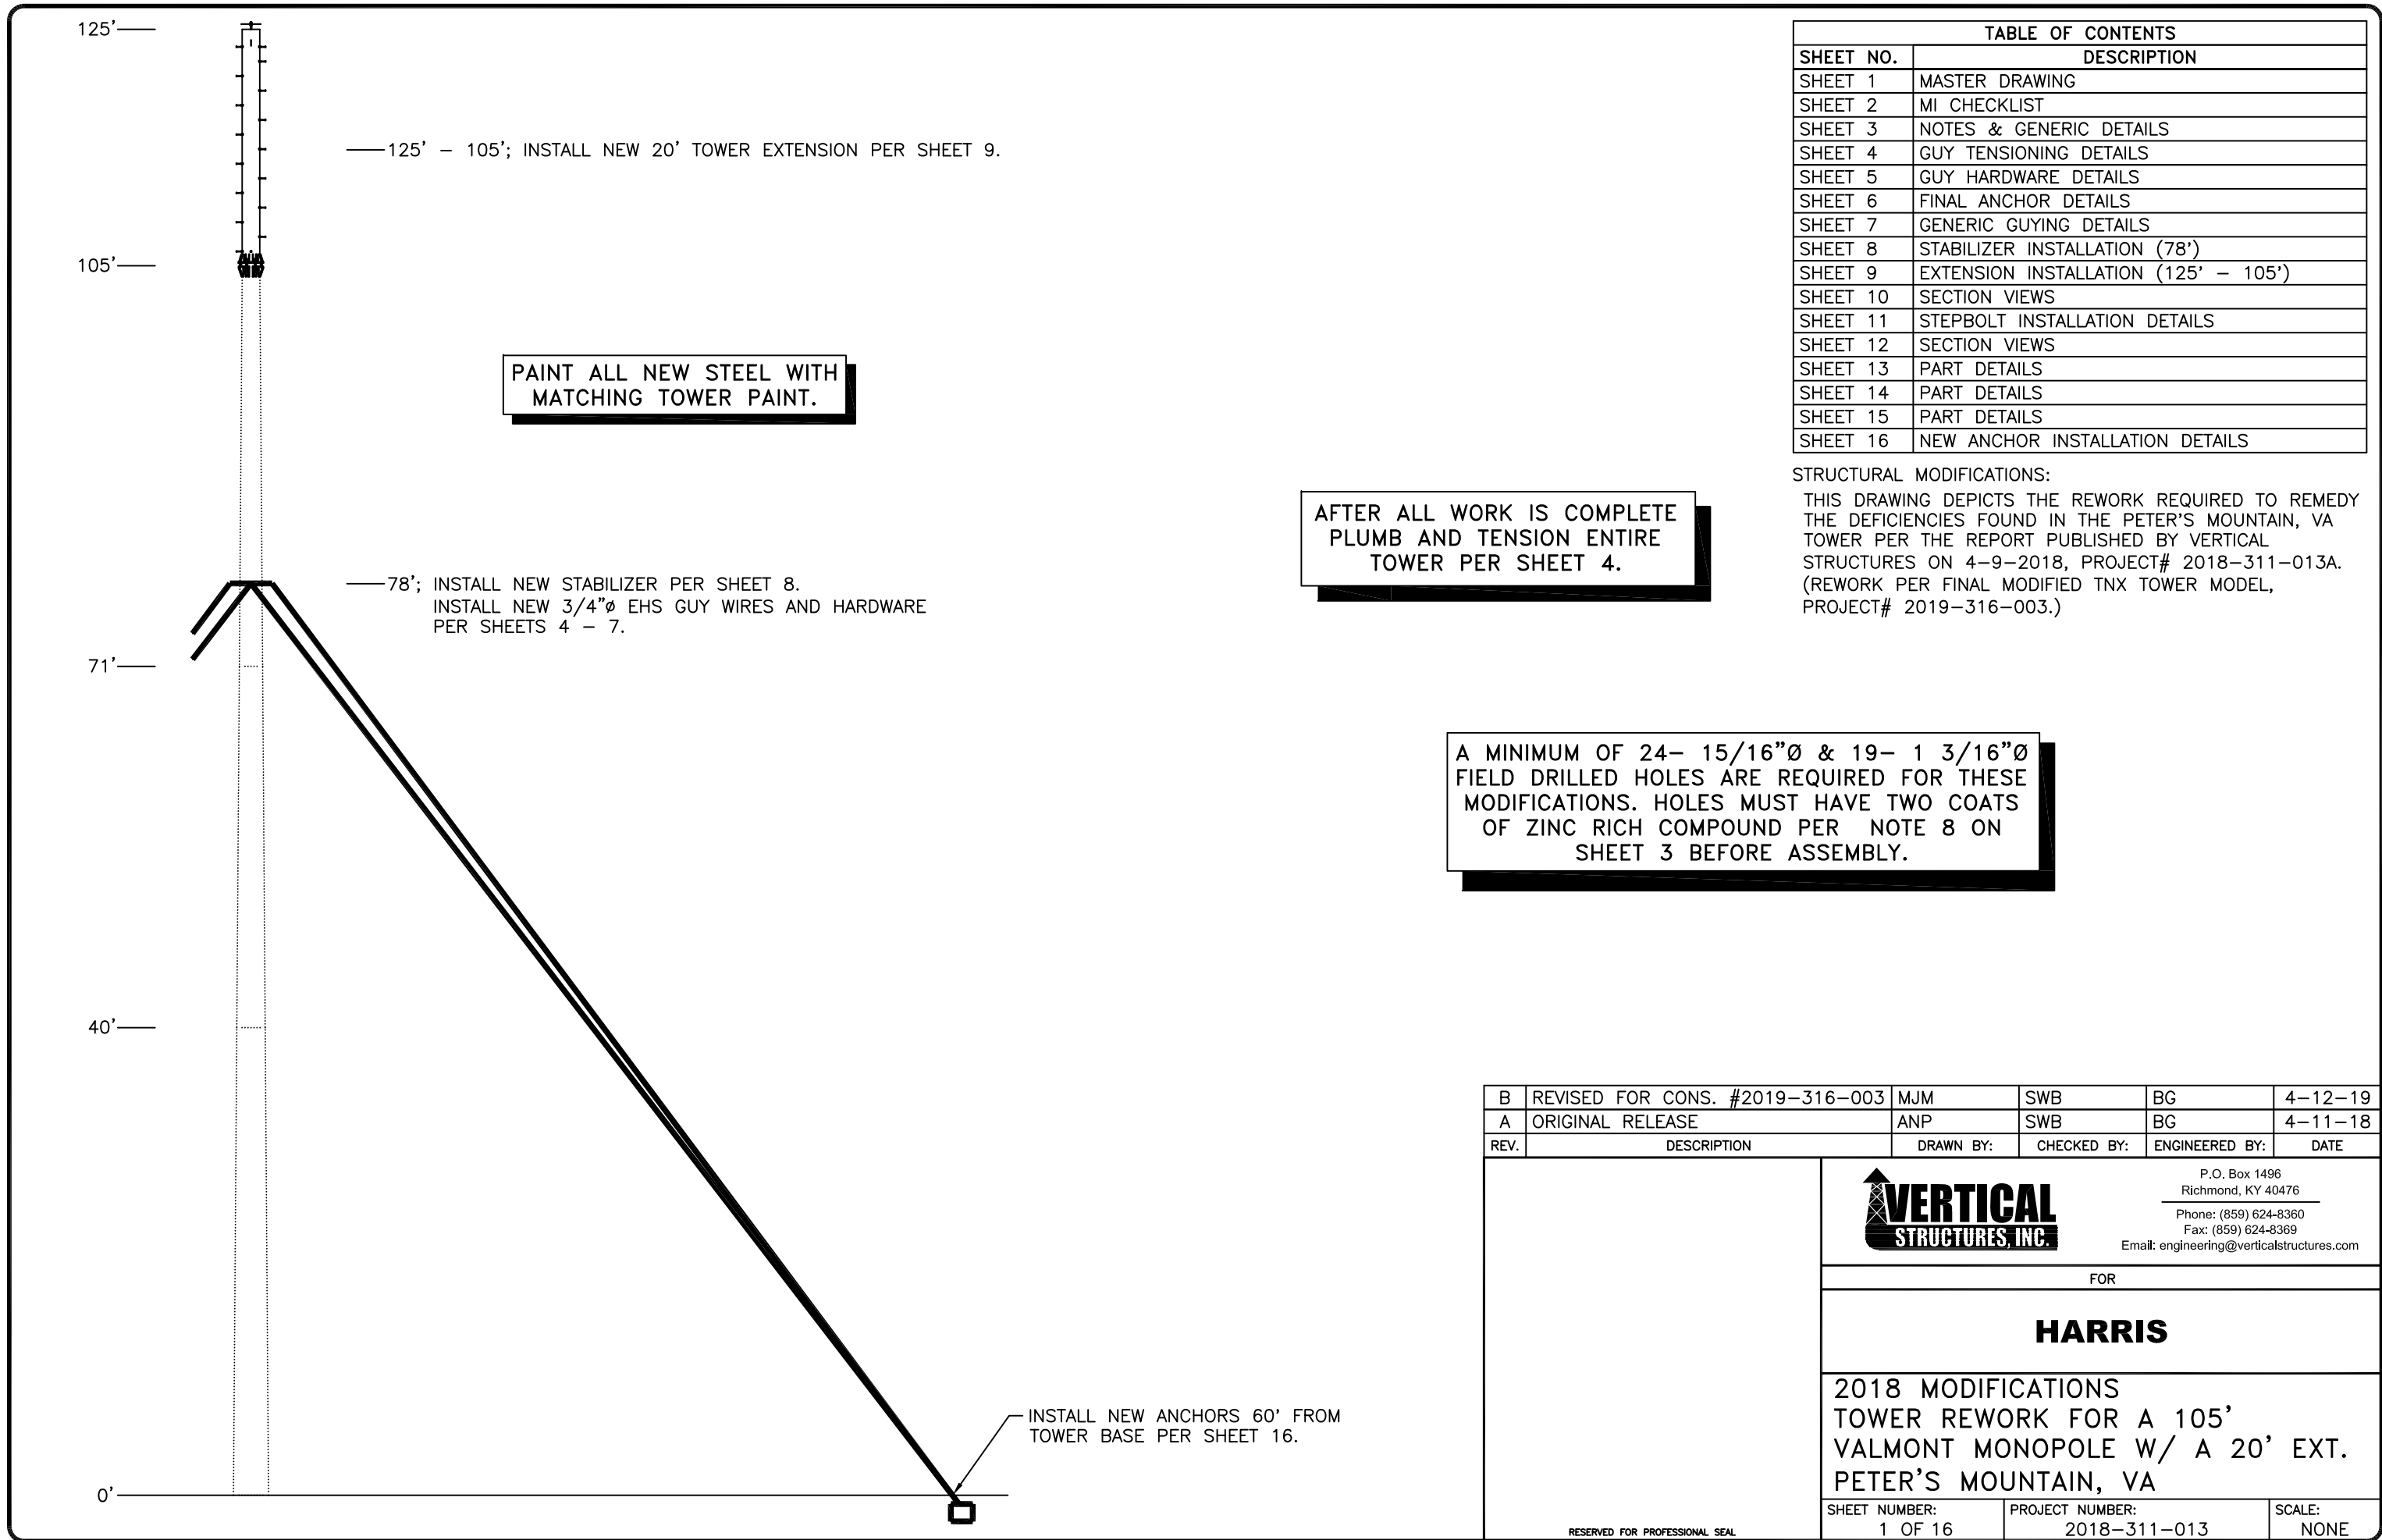 125'
105'
71'
40'
0'
125' – 105'; INSTALL NEW 20' TOWER EXTENSION PER SHEET 9.
PAINT ALL NEW STEEL WITH
MATCHING TOWER PAINT.
78'; INSTALL NEW STABILIZER PER SHEET 8.
INSTALL NEW 3/4"ø EHS GUY WIRES AND HARDWARE
PER SHEETS 4 – 7.
INSTALL NEW ANCHORS 60' FROM
TOWER BASE PER SHEET 16.
AFTER ALL WORK IS COMPLETE
PLUMB AND TENSION ENTIRE
TOWER PER SHEET 4.
A MINIMUM OF 24– 15/16"Ø & 19– 1 3/16"Ø
FIELD DRILLED HOLES ARE REQUIRED FOR THESE
MODIFICATIONS. HOLES MUST HAVE TWO COATS
OF ZINC RICH COMPOUND PER NOTE 8 ON
SHEET 3 BEFORE ASSEMBLY.
TABLE OF CONTENTS
SHEET NO. DESCRIPTION
SHEET 1 MASTER DRAWING
SHEET 2 MI CHECKLIST
SHEET 3 NOTES & GENERIC DETAILS
SHEET 4 GUY TENSIONING DETAILS
SHEET 5 GUY HARDWARE DETAILS
SHEET 6 FINAL ANCHOR DETAILS
SHEET 7 GENERIC GUYING DETAILS
SHEET 8 STABILIZER INSTALLATION (78')
SHEET 9 EXTENSION INSTALLATION (125' – 105')
SHEET 10 SECTION VIEWS
SHEET 11 STEPBOLT INSTALLATION DETAILS
SHEET 12 SECTION VIEWS
SHEET 13 PART DETAILS
SHEET 14 PART DETAILS
SHEET 15 PART DETAILS
SHEET 16 NEW ANCHOR INSTALLATION DETAILS
STRUCTURAL MODIFICATIONS:
THIS DRAWING DEPICTS THE REWORK REQUIRED TO REMEDY
THE DEFICIENCIES FOUND IN THE PETER'S MOUNTAIN, VA
TOWER PER THE REPORT PUBLISHED BY VERTICAL
STRUCTURES ON 4–9–2018, PROJECT# 2018–311–013A.
(REWORK PER FINAL MODIFIED TNX TOWER MODEL,
PROJECT# 2019–316–003.)
B REVISED FOR CONS. #2019–316–003 MJM SWB BG 4–12–19
A ORIGINAL RELEASE ANP SWB BG 4–11–18
REV. DESCRIPTION DRAWN BY: CHECKED BY: ENGINEERED BY: DATE
VERTICAL
STRUCTURES, INC.
P.O. Box 1496
Richmond, KY 40476
Phone: (859) 624-8360
Fax: (859) 624-8369
Email: engineering@verticalstructures.com
FOR
HARRIS
2018 MODIFICATIONS
TOWER REWORK FOR A 105'
VALMONT MONOPOLE W/ A 20' EXT.
PETER'S MOUNTAIN, VA
SHEET NUMBER: PROJECT NUMBER: SCALE:
1 OF 16 2018–311–013 NONE
RESERVED FOR PROFESSIONAL SEAL